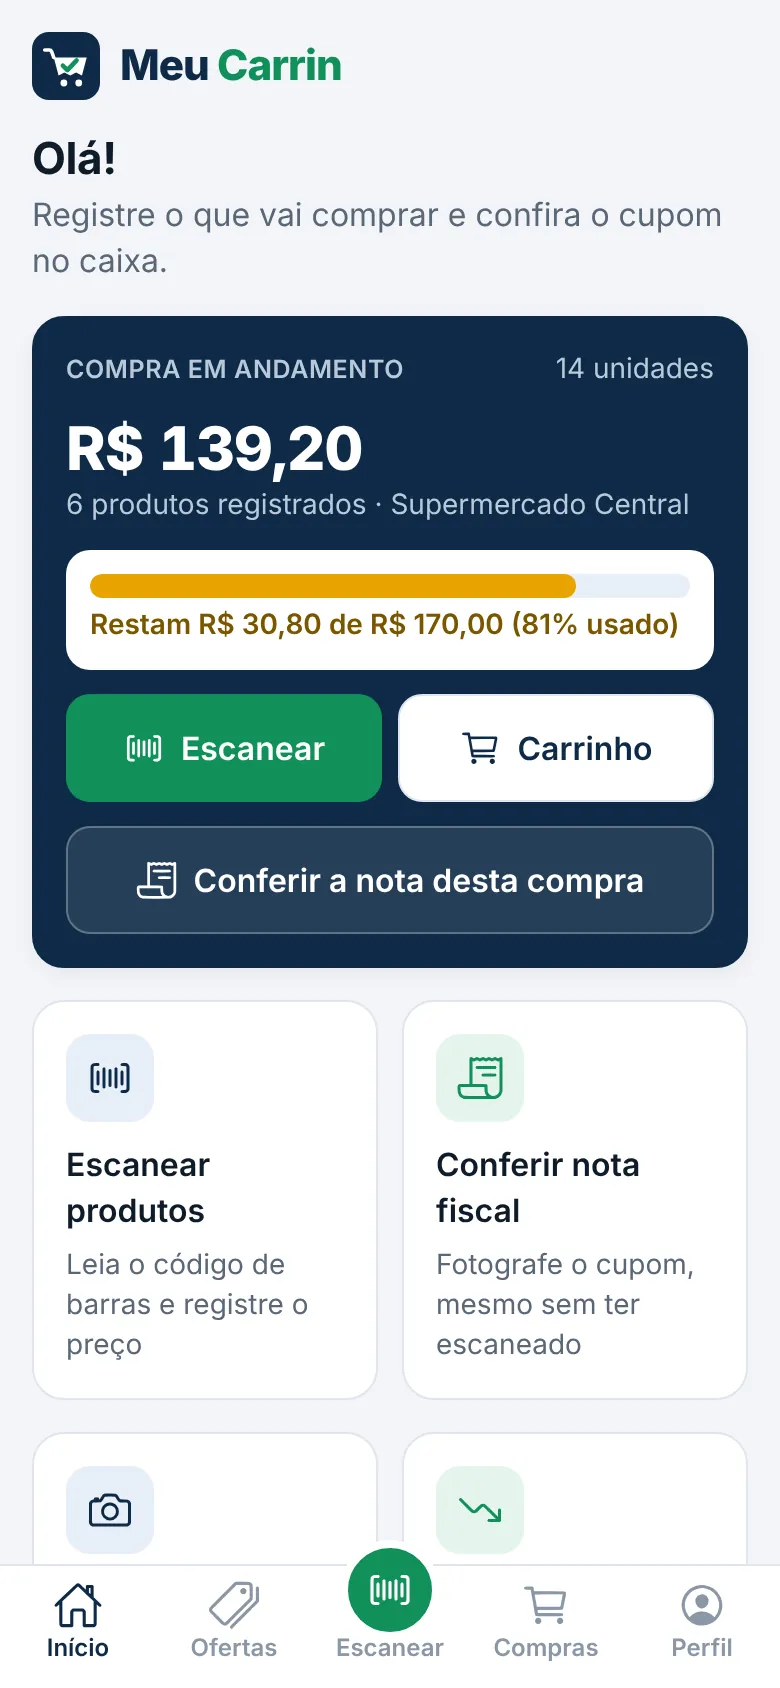 Meu Carrin
Olá!
Registre o que vai comprar e confira o cupom
no caixa.
COMPRA EM ANDAMENTO
14 unidades
R$ 139,20
6 produtos registrados · Supermercado Central
Restam R$ 30,80 de R$ 170,00 (81% usado)
Escanear
Carrinho
Conferir a nota desta compra
Escanear
produtos
Leia o código de
barras e registre o
preço
Conferir nota
fiscal
Fotografe o cupom,
mesmo sem ter
escaneado
Início
Ofertas
Escanear
Compras
Perfil